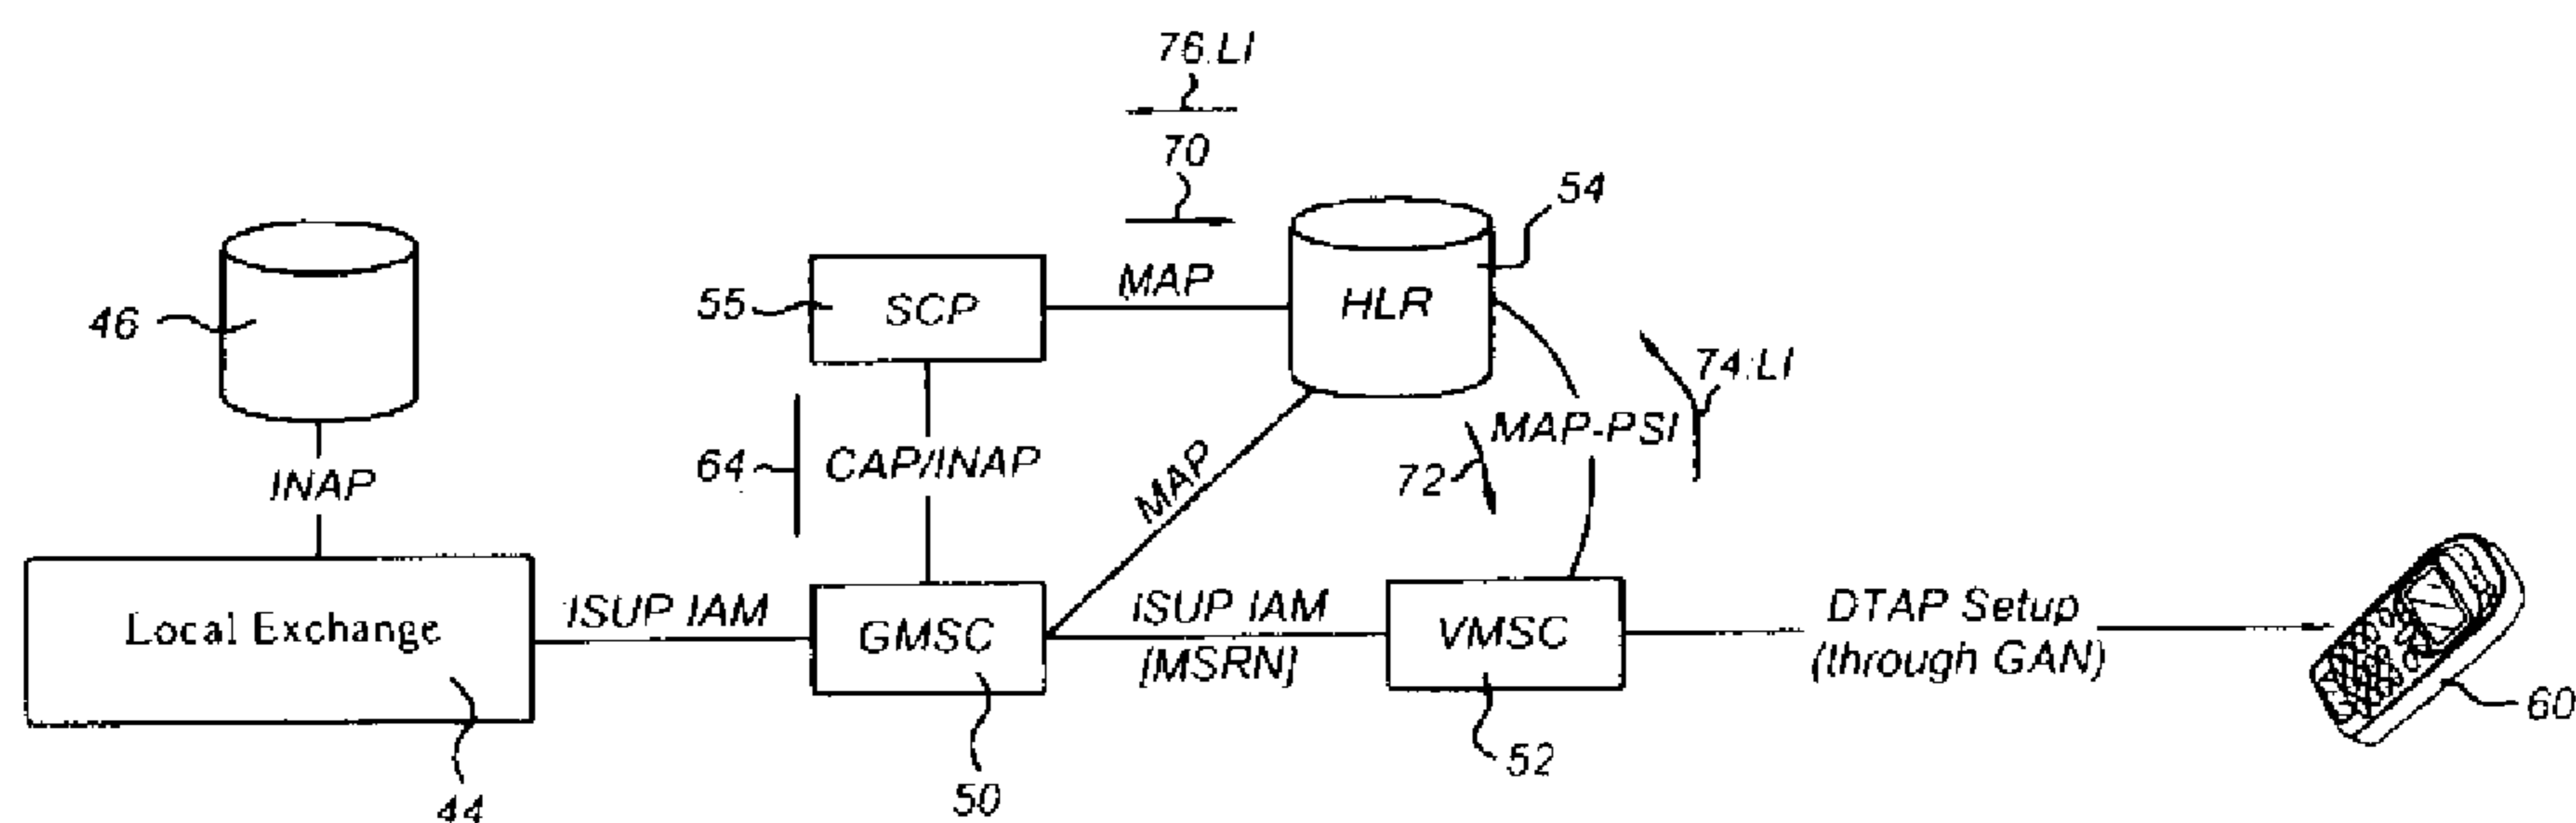 76:LI
70
54
46
55
SCP
MAP
HLR
74:LI
64
CAP/INAP
MAP
72
MAP-PSI
INAP
Local Exchange
ISUP IAM
GMSC
ISUP IAM
[MSRN]
VMSC
DTAP Setup
(through GAN)
60
44
50
52